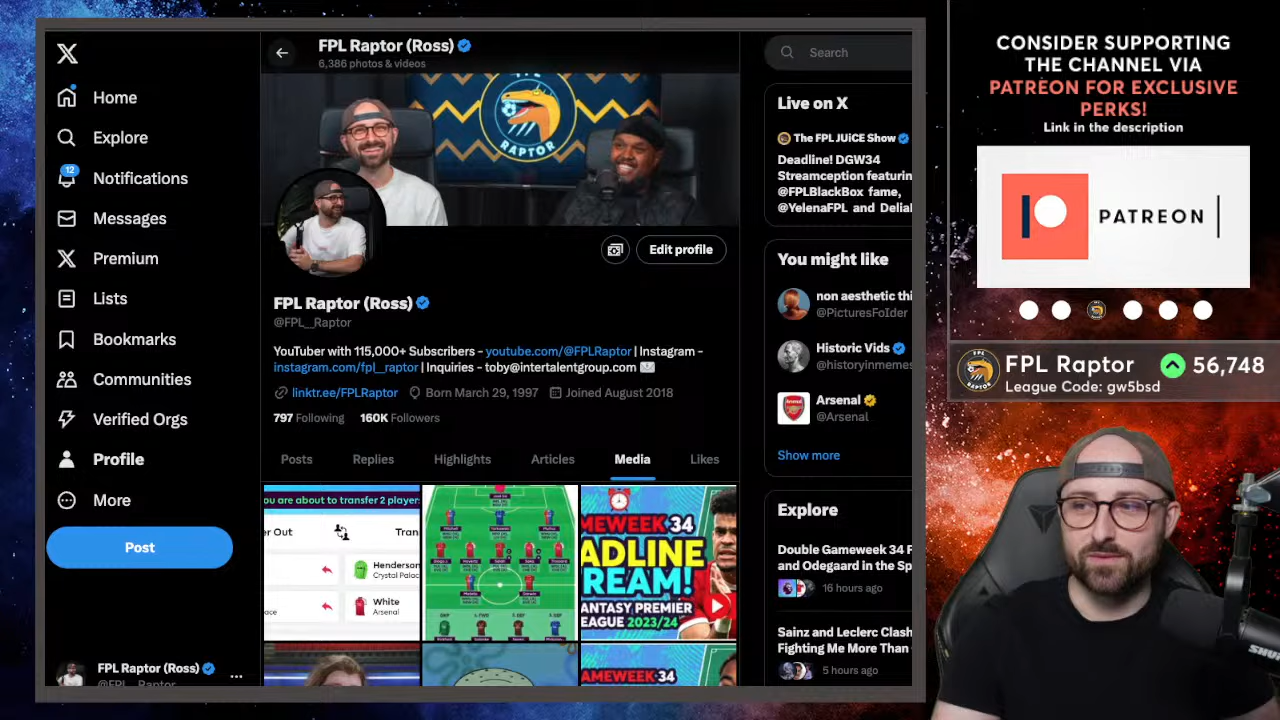 Home
Explore
12
Notifications
Messages
Premium
Lists
Bookmarks
Communities
Verified Orgs
Profile
More
Post
FPL Raptor (Ross)
FPL Raptor (Ross)
6,386 photos & videos
RAPTOR
Edit profile
FPL Raptor (Ross)
@FPL__Raptor
YouTuber with 115,000+ Subscribers - youtube.com/@FPLRaptor | Instagram -
instagram.com/fpl_raptor | Inquiries - toby@intertalentgroup.com
linktr.ee/FPLRaptor Born March 29, 1997 Joined August 2018
797 Following 160K Followers
Posts Replies Highlights Articles Media Likes
ou are about to transfer 2 player
er Out Tran
Henderson
Crystal Palac
White
Arsenal
MEWEEK 34
ADLINE
REAM!
ANTASY PREMIER
EAGUE 2023/24
AMEWEEK 34
Search
Live on X
The FPL JUiCE Show
Deadline! DGW34
Streamception featurin
@FPLBlackBox fame,
@YelenaFPL and Delial
You might like
non aesthetic thi
@PicturesFoIder
Historic Vids
@historyinmemes
Arsenal
@Arsenal
Show more
Explore
Double Gameweek 34 F
and Odegaard in the Sp
16 hours ago
Sainz and Leclerc Clash
Fighting Me More Than
5 hours ago
CONSIDER SUPPORTING
THE CHANNEL VIA
PATREON FOR EXCLUSIVE
PERKS!
Link in the description
PATREON
FPL Raptor 56,748
League Code: gw5bsd
SHU